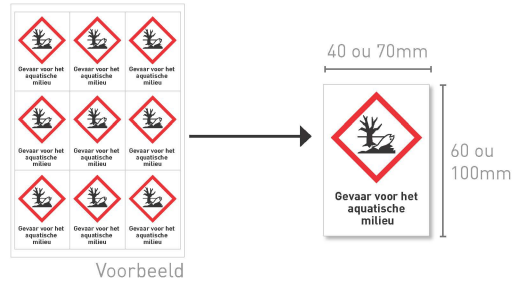 Gevaar voor het Gevaar voor het Gevaar voor het
aquatische aquatische aquatische
milieu milieu milieu
Gevaar voor het Gevaar voor het Gevaar voor het
aquatische aquatische aquatische
milieu milieu milieu
Gevaar voor het Gevaar voor het Gevaar voor het
aquatische aquatische aquatische
milieu milieu milieu
Voorbeeld
40 ou 70mm
60 ou
100mm
Gevaar voor het
aquatische
milieu